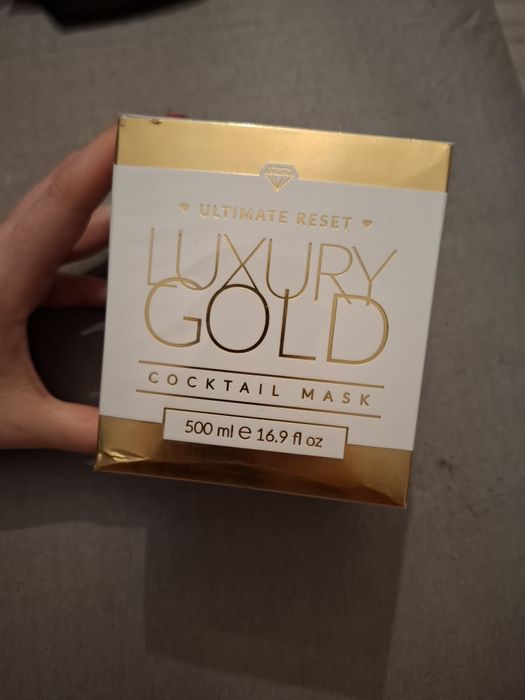 ULTIMATE RESET
LUXURY
GOLD
COCKTAIL MASK
500 ml ℮ 16.9 fl oz